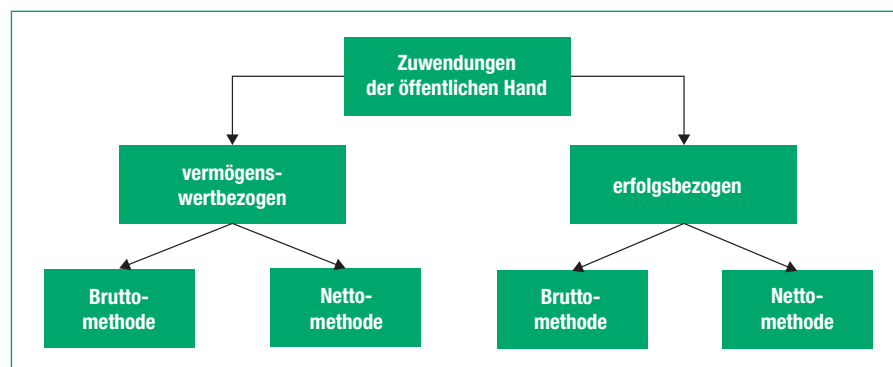 Zuwendungen
der öffentlichen Hand
vermögens-
wertbezogen
erfolgsbezogen
Brutto-
methode
Netto-
methode
Brutto-
methode
Netto-
methode